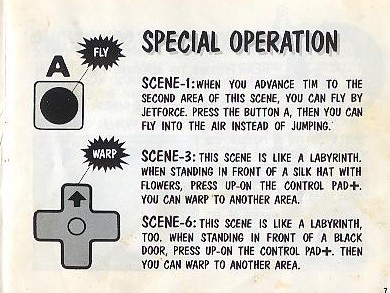 SPECIAL OPERATION
A
FLY
SCENE-1: WHEN YOU ADVANCE TIM TO THE
SECOND AREA OF THIS SCENE, YOU CAN FLY BY
JETFORCE. PRESS THE BUTTON A, THEN YOU CAN
FLY INTO THE AIR INSTEAD OF JUMPING.
WARP
SCENE-3: THIS SCENE IS LIKE A LABYRINTH.
WHEN STANDING IN FRONT OF A SILK HAT WITH
FLOWERS, PRESS UP-ON THE CONTROL PAD+.
YOU CAN WARP TO ANOTHER AREA.
SCENE-6: THIS SCENE IS LIKE A LABYRINTH,
TOO. WHEN STANDING IN FRONT OF A BLACK
DOOR, PRESS UP-ON THE CONTROL PAD+. THEN
YOU CAN WARP TO ANOTHER AREA.
7